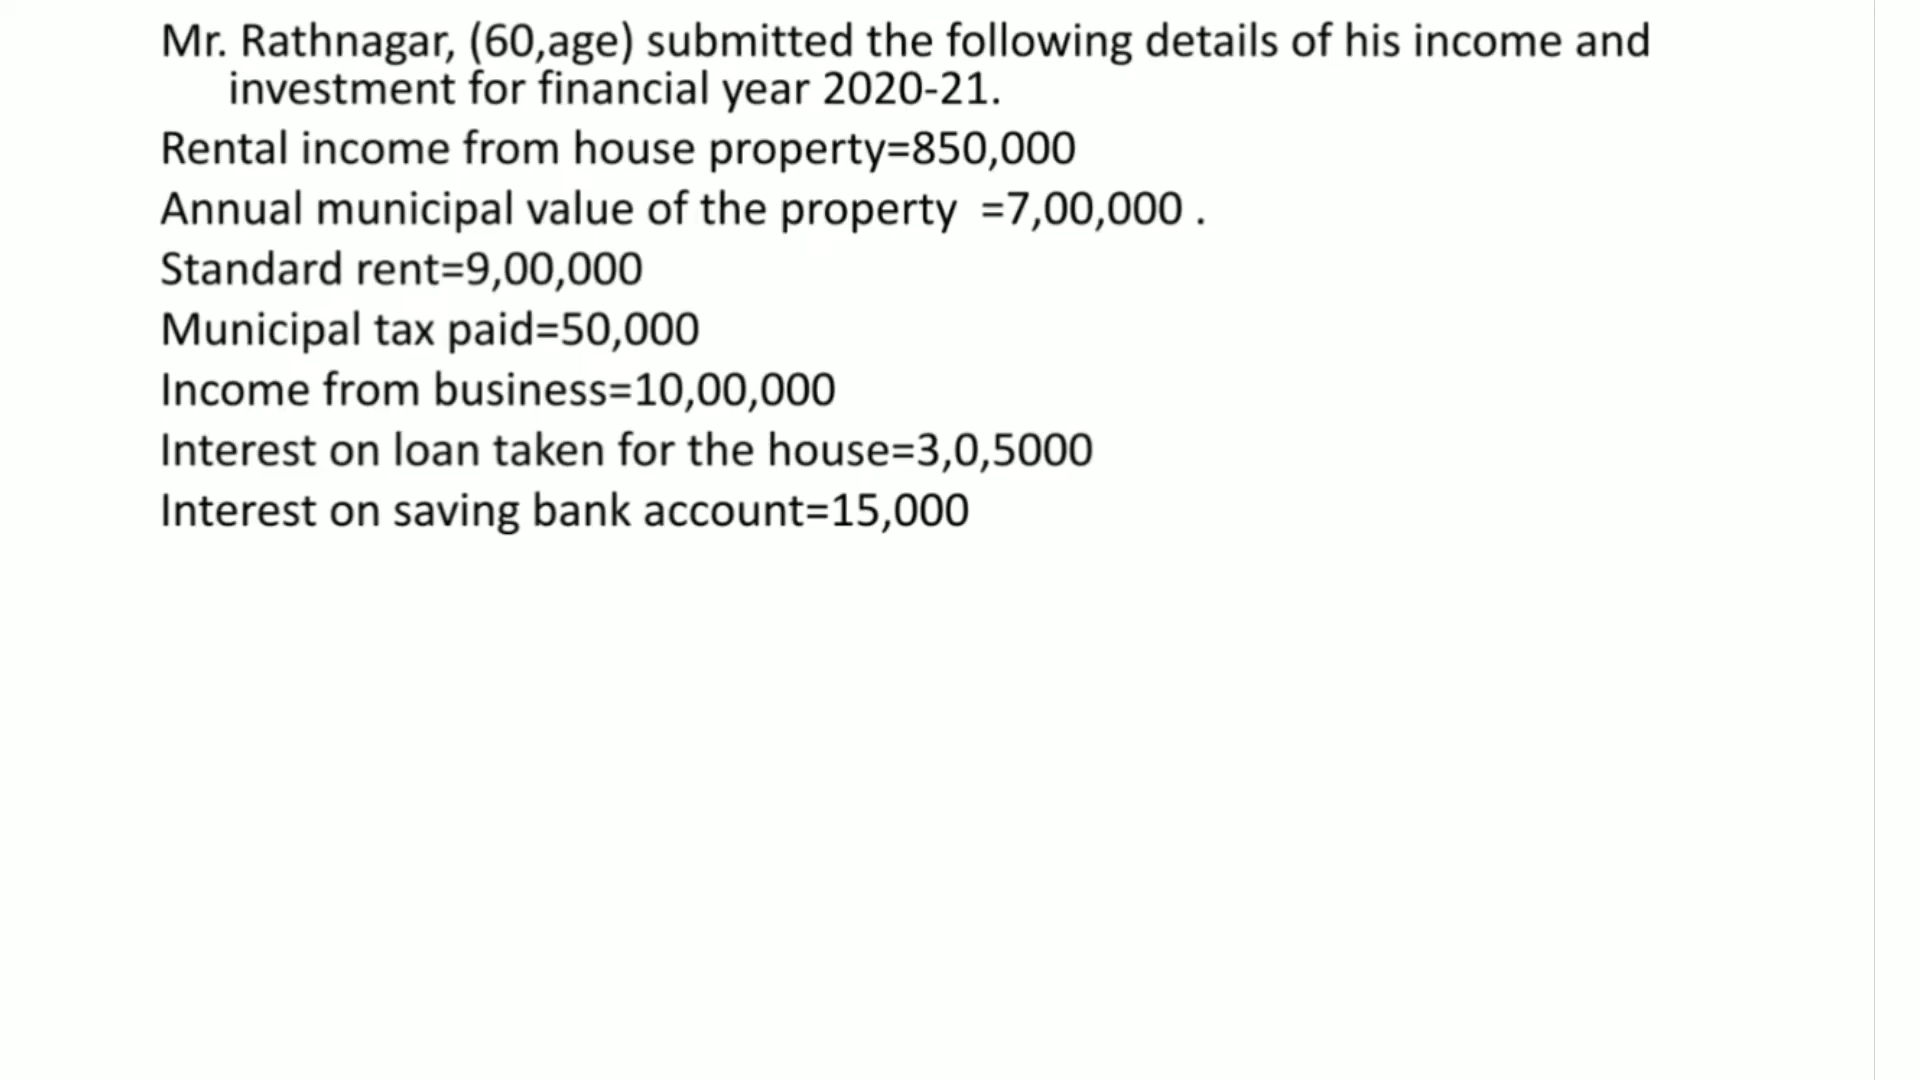 Mr. Rathnagar, (60,age) submitted the following details of his income and
investment for financial year 2020-21.
Rental income from house property=850,000
Annual municipal value of the property =7,00,000 .
Standard rent=9,00,000
Municipal tax paid=50,000
Income from business=10,00,000
Interest on loan taken for the house=3,0,5000
Interest on saving bank account=15,000